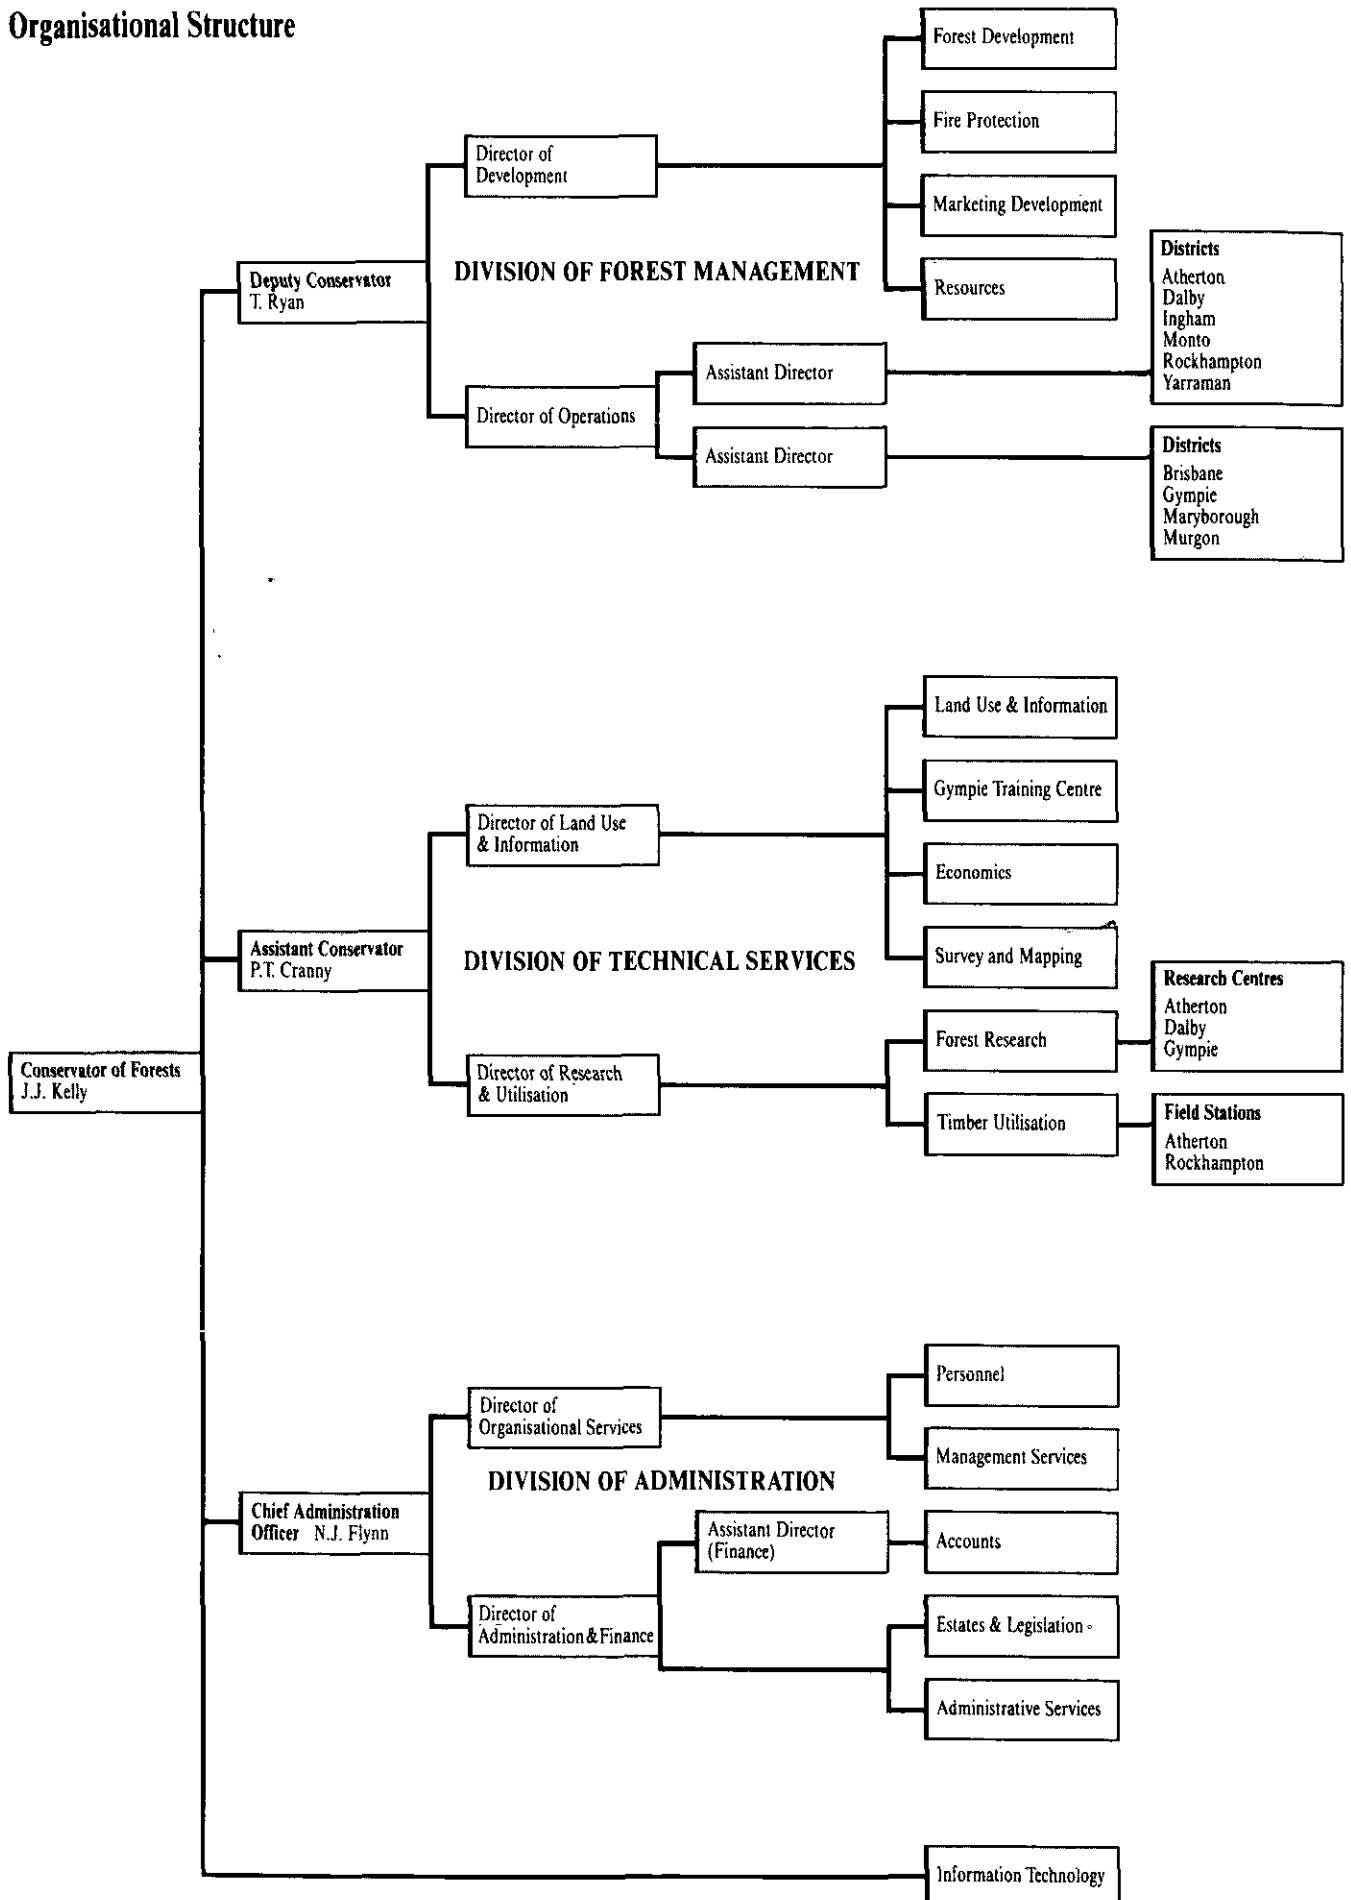 Organisational Structure
Forest Development
Fire Protection
Director of
Development
Marketing Development
Districts
Atherton
Dalby
Ingham
Monto
Rockhampton
Yarraman
Deputy Conservator
T. Ryan
DIVISION OF FOREST MANAGEMENT
Resources
Assistant Director
Director of Operations
Assistant Director
Districts
Brisbane
Gympie
Maryborough
Murgon
Land Use & Information
Gympie Training Centre
Director of Land Use
& Information
Economics
Assistant Conservator
P.T. Cranny
DIVISION OF TECHNICAL SERVICES
Survey and Mapping
Research Centres
Atherton
Dalby
Gympie
Forest Research
Conservator of Forests
J.J. Kelly
Director of Research
& Utilisation
Timber Utilisation
Field Stations
Atherton
Rockhampton
Personnel
Director of
Organisational Services
Management Services
DIVISION OF ADMINISTRATION
Chief Administration
Officer N.J. Flynn
Assistant Director
(Finance)
Accounts
Director of
Administration & Finance
Estates & Legislation
Administrative Services
Information Technology